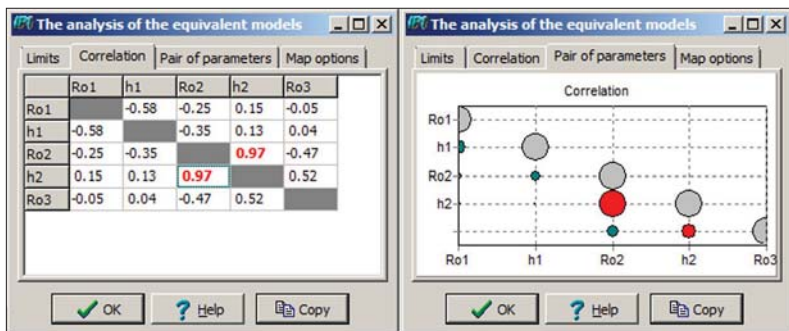 The analysis of the equivalent models
Limits Correlation Pair of parameters Map options
Ro1 h1 Ro2 h2 Ro3
Ro1 -0.58 -0.25 0.15 -0.05
h1 -0.58 -0.35 0.13 0.04
Ro2 -0.25 -0.35 0.97 -0.47
h2 0.15 0.13 0.97 0.52
Ro3 -0.05 0.04 -0.47 0.52
OK Help Copy
The analysis of the equivalent models
Limits Correlation Pair of parameters Map options
Correlation
Ro1
h1
Ro2
h2
Ro1 h1 Ro2 h2 Ro3
OK Help Copy